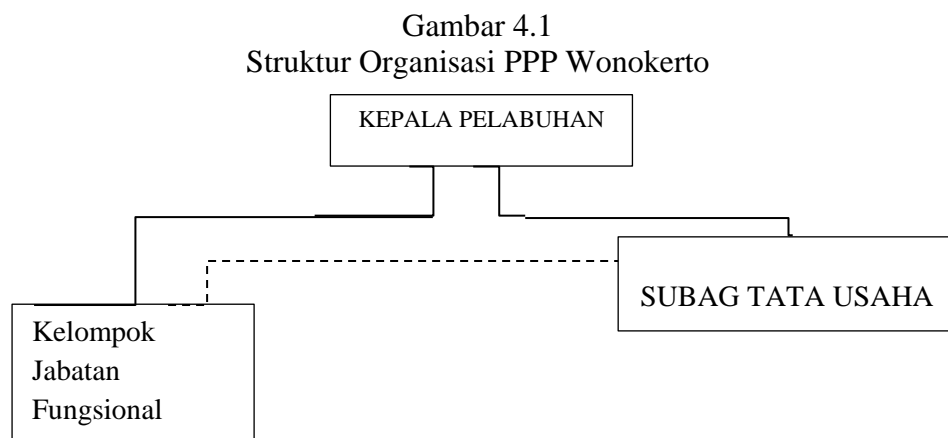 Gambar 4.1
Struktur Organisasi PPP Wonokerto
KEPALA PELABUHAN
SUBAG TATA USAHA
Kelompok
Jabatan
Fungsional